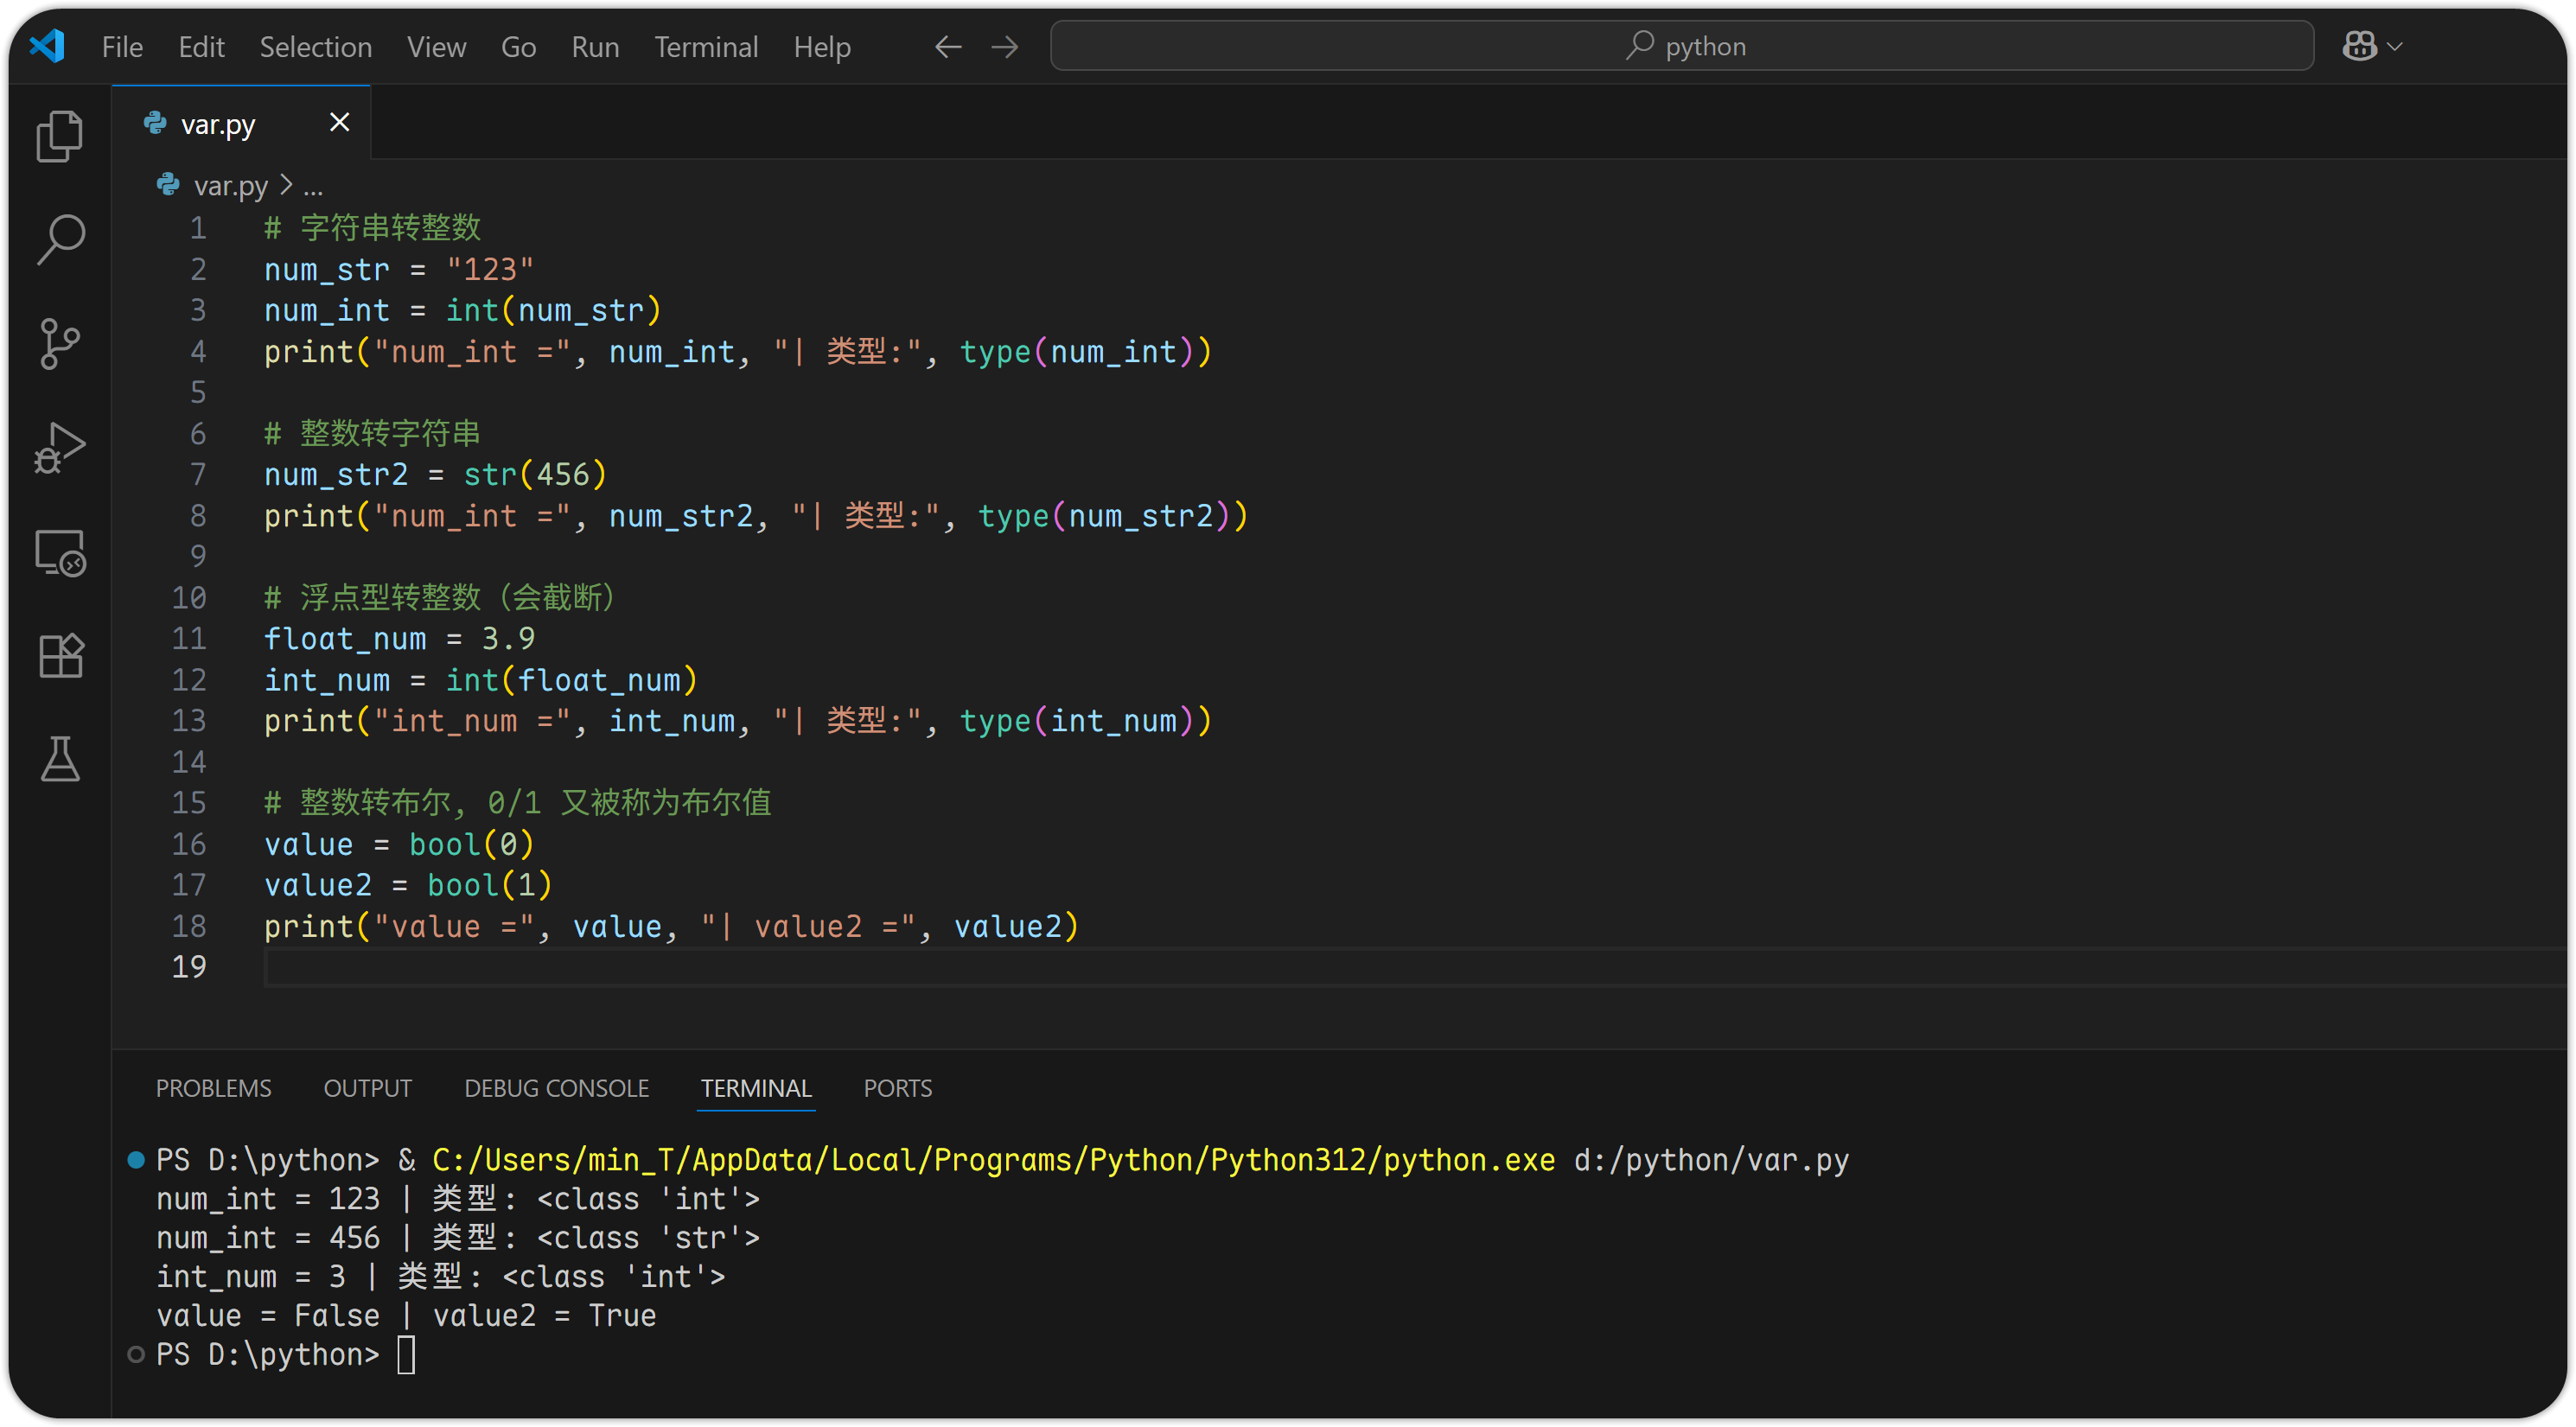 File Edit Selection View Go Run Terminal Help python
var.py
var.py > ...
1 # 字符串转整数
2 num_str = "123"
3 num_int = int(num_str)
4 print("num_int =", num_int, "| 类型:", type(num_int))
5
6 # 整数转字符串
7 num_str2 = str(456)
8 print("num_int =", num_str2, "| 类型:", type(num_str2))
9
10 # 浮点型转整数（会截断）
11 float_num = 3.9
12 int_num = int(float_num)
13 print("int_num =", int_num, "| 类型:", type(int_num))
14
15 # 整数转布尔, 0/1 又被称为布尔值
16 value = bool(0)
17 value2 = bool(1)
18 print("value =", value, "| value2 =", value2)
19
PROBLEMS OUTPUT DEBUG CONSOLE TERMINAL PORTS
PS D:\python> & C:/Users/min_T/AppData/Local/Programs/Python/Python312/python.exe d:/python/var.py
num_int = 123 | 类型: <class 'int'>
num_int = 456 | 类型: <class 'str'>
int_num = 3 | 类型: <class 'int'>
value = False | value2 = True
PS D:\python>